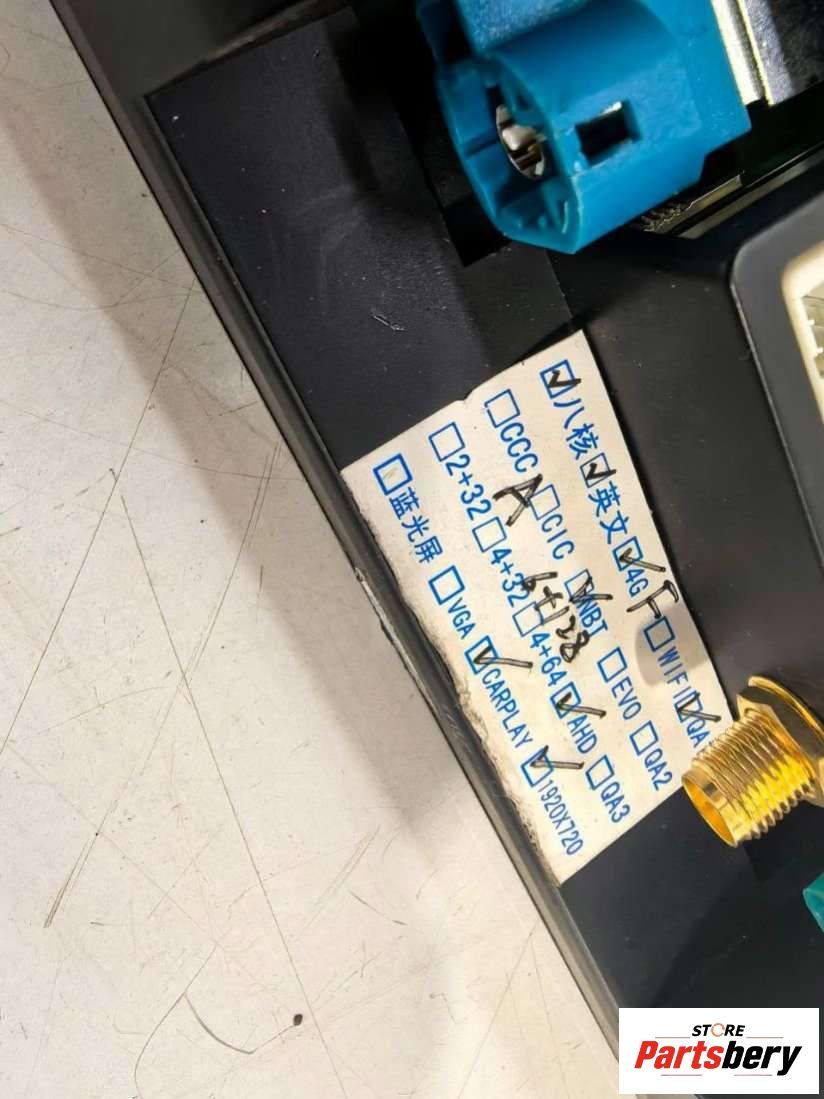 ☑八核☑英文☑4G F☐WIFI☑QA
☐CCC A☐CIC☑NBT☐EVO☐QA2
☐2+32☐4+32 6+128☐4+64☑AHD☐QA3
☐蓝光屏☐VGA☑CARPLAY☑1920X720
STORE
Partsbery